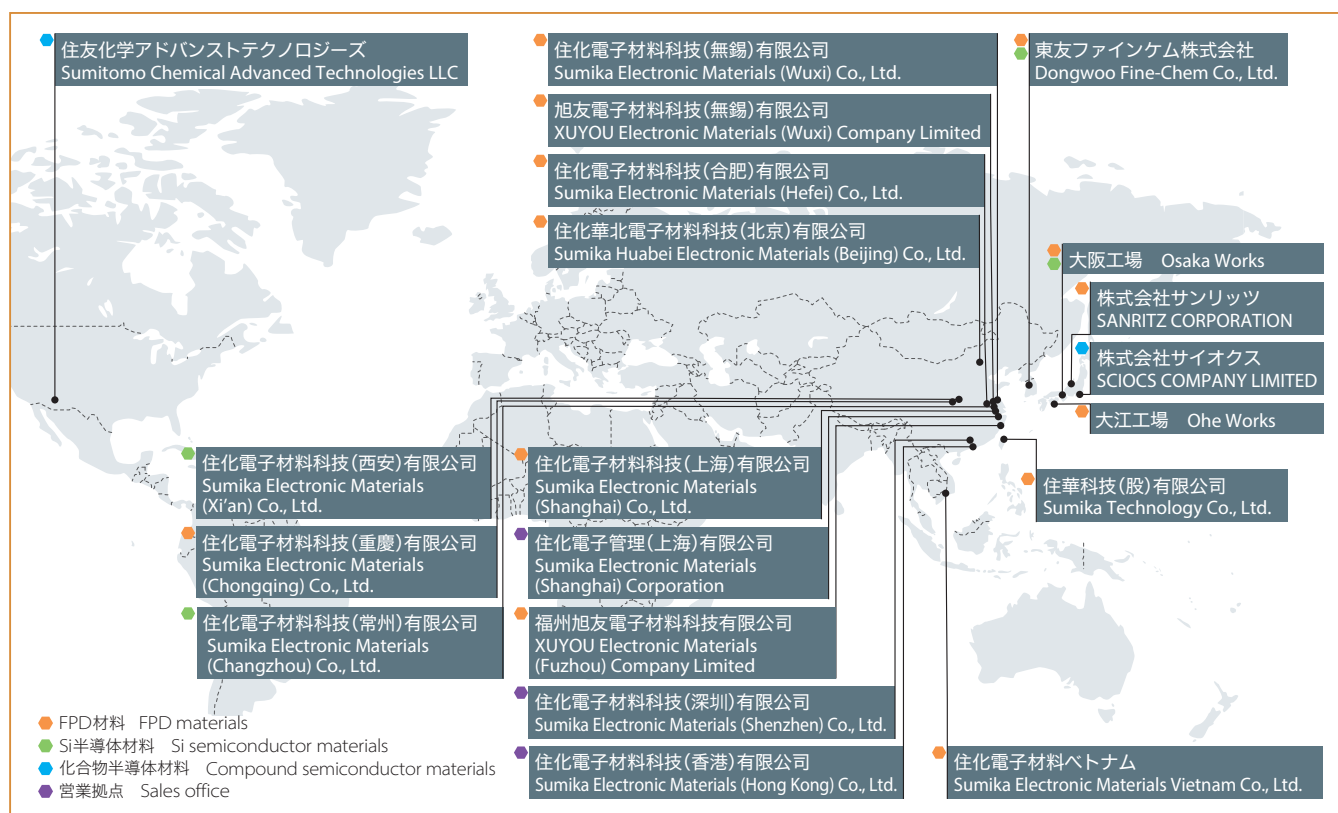 住友化学アドバンストテクノロジーズ
Sumitomo Chemical Advanced Technologies LLC
住化電子材料科技(無錫)有限公司
Sumika Electronic Materials (Wuxi) Co., Ltd.
旭友電子材料科技(無錫)有限公司
XUYOU Electronic Materials (Wuxi) Company Limited
住化電子材料科技(合肥)有限公司
Sumika Electronic Materials (Hefei) Co., Ltd.
住化華北電子材料科技(北京)有限公司
Sumika Huabei Electronic Materials (Beijing) Co., Ltd.
東友ファインケム株式会社
Dongwoo Fine-Chem Co., Ltd.
大阪工場 Osaka Works
株式会社サンリッツ
SANRITZ CORPORATION
株式会社サイオクス
SCIOCS COMPANY LIMITED
大江工場 Ohe Works
住華科技(股)有限公司
Sumika Technology Co., Ltd.
住化電子材料科技(西安)有限公司
Sumika Electronic Materials
(Xi'an) Co., Ltd.
住化電子材料科技(重慶)有限公司
Sumika Electronic Materials
(Chongqing) Co., Ltd.
住化電子材料科技(常州)有限公司
Sumika Electronic Materials
(Changzhou) Co., Ltd.
住化電子材料科技(上海)有限公司
Sumika Electronic Materials
(Shanghai) Co., Ltd.
住化電子管理(上海)有限公司
Sumika Electronic Materials
(Shanghai) Corporation
福州旭友電子材料科技有限公司
XUYOU Electronic Materials
(Fuzhou) Company Limited
住化電子材料科技(深圳)有限公司
Sumika Electronic Materials (Shenzhen) Co., Ltd.
住化電子材料科技(香港)有限公司
Sumika Electronic Materials (Hong Kong) Co., Ltd.
住化電子材料ベトナム
Sumika Electronic Materials Vietnam Co., Ltd.
FPD材料 FPD materials
Si半導体材料 Si semiconductor materials
化合物半導体材料 Compound semiconductor materials
営業拠点 Sales office